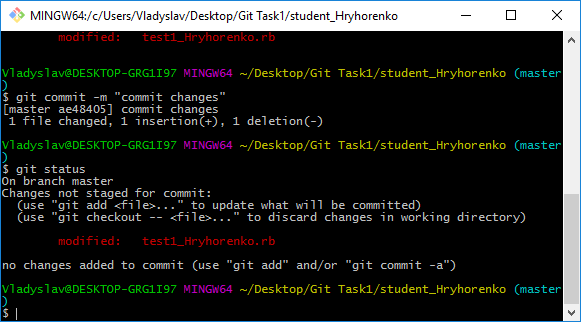 MINGW64:/c/Users/Vladyslav/Desktop/Git Task1/student_Hryhorenko
modified:   test1_Hryhorenko.rb
Vladyslav@DESKTOP-GRG1I97 MINGW64 ~/Desktop/Git Task1/student_Hryhorenko (master
)
$ git commit -m "commit changes"
[master ae48405] commit changes
 1 file changed, 1 insertion(+), 1 deletion(-)
Vladyslav@DESKTOP-GRG1I97 MINGW64 ~/Desktop/Git Task1/student_Hryhorenko (master
)
$ git status
On branch master
Changes not staged for commit:
  (use "git add <file>..." to update what will be committed)
  (use "git checkout -- <file>..." to discard changes in working directory)
modified:   test1_Hryhorenko.rb
no changes added to commit (use "git add" and/or "git commit -a")
Vladyslav@DESKTOP-GRG1I97 MINGW64 ~/Desktop/Git Task1/student_Hryhorenko (master
)
$